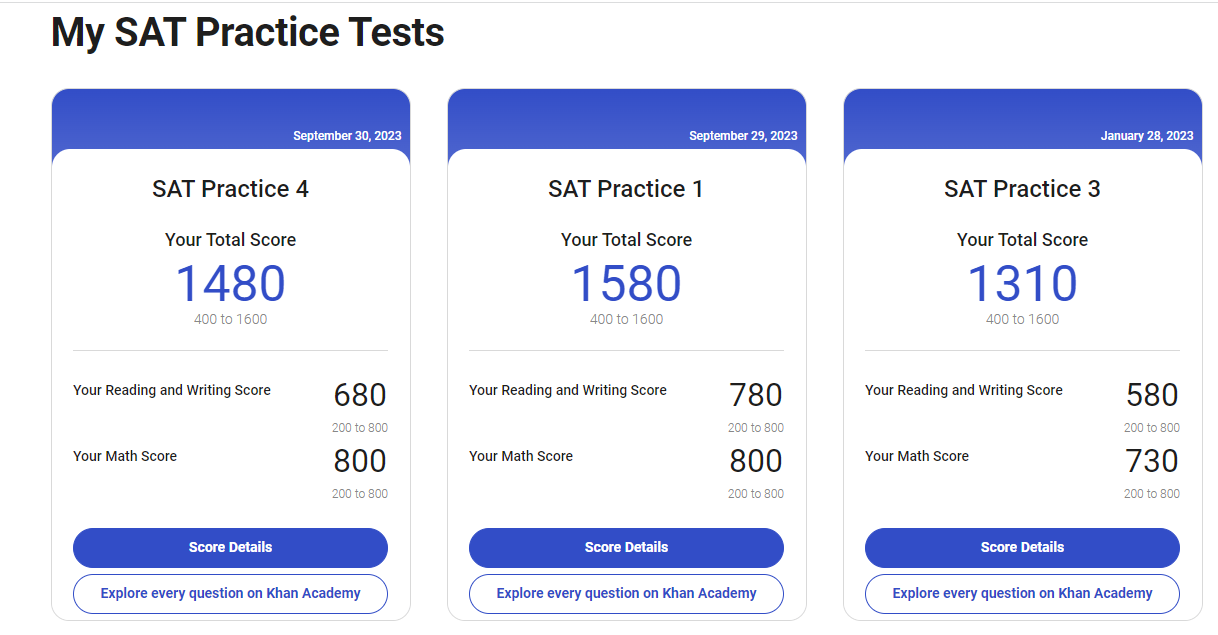 My SAT Practice Tests
September 30, 2023
SAT Practice 4
Your Total Score
1480
400 to 1600
Your Reading and Writing Score 680
200 to 800
Your Math Score 800
200 to 800
Score Details
Explore every question on Khan Academy
September 29, 2023
SAT Practice 1
Your Total Score
1580
400 to 1600
Your Reading and Writing Score 780
200 to 800
Your Math Score 800
200 to 800
Score Details
Explore every question on Khan Academy
January 28, 2023
SAT Practice 3
Your Total Score
1310
400 to 1600
Your Reading and Writing Score 580
200 to 800
Your Math Score 730
200 to 800
Score Details
Explore every question on Khan Academy